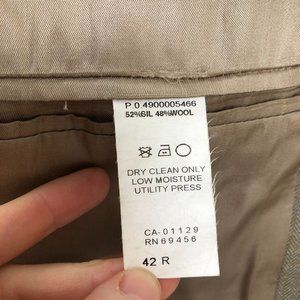 P.O.4900005466
52%SIL 48%WOOL
DRY CLEAN ONLY
LOW MOISTURE
UTILITY PRESS
CA-01129
RN69456
42 R